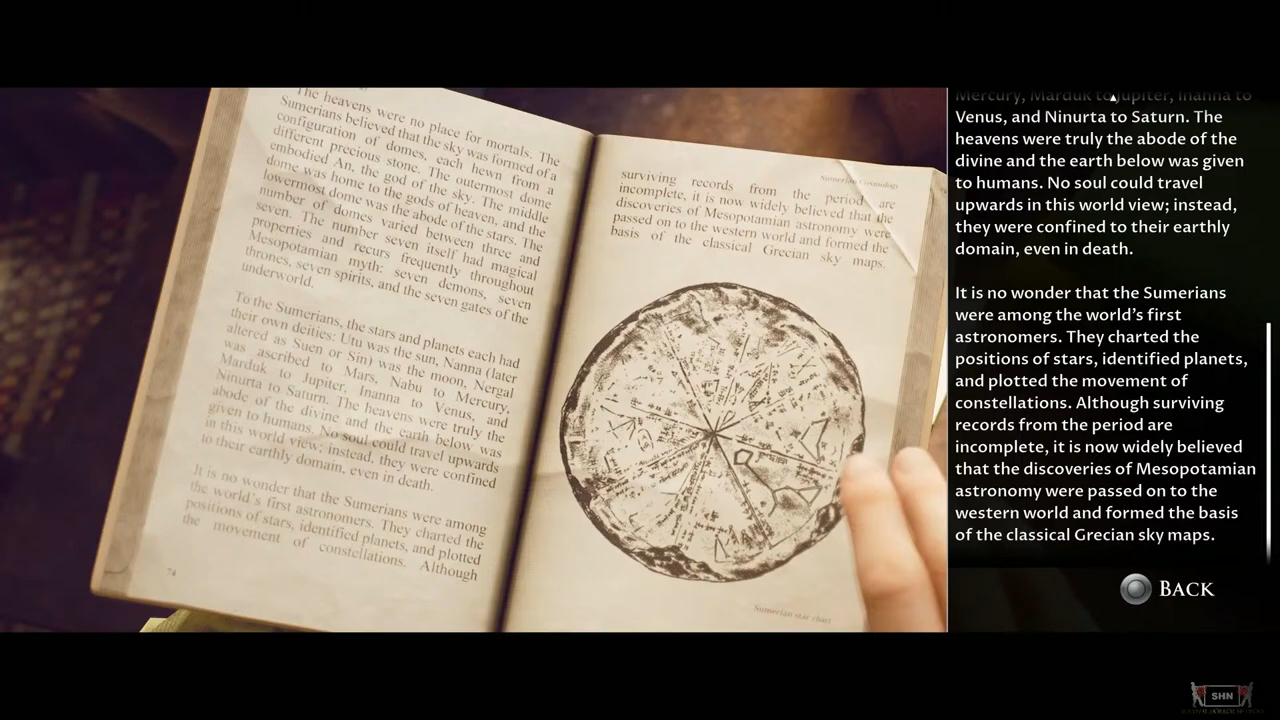 The heavens were no place for mortals. The
Sumerians believed that the sky was formed of a
configuration of domes, each hewn from a
different precious stone. The outermost dome
embodied An, the god of the sky. The middle
dome was home to the gods of heaven, and the
lowermost dome was the abode of the stars. The
number of domes varied between three and
seven. The number seven itself had magical
properties and recurs frequently throughout
Mesopotamian myth: seven demons, seven
thrones, seven spirits, and the seven gates of the
underworld.
To the Sumerians, the stars and planets each had
their own deities: Utu was the sun, Nanna (later
altered as Suen or Sin) was the moon, Nergal
was ascribed to Mars, Nabu to Mercury,
Marduk to Jupiter, Inanna to Venus, and
Ninurta to Saturn. The heavens were truly the
abode of the divine and the earth below was
given to humans. No soul could travel upwards
in this world view; instead, they were confined
to their earthly domain, even in death.
It is no wonder that the Sumerians were among
the world's first astronomers. They charted the
positions of stars, identified planets, and plotted
the movement of constellations. Although
74
Sumerian Cosmology
surviving records from the period are
incomplete, it is now widely believed that the
discoveries of Mesopotamian astronomy were
passed on to the western world and formed the
basis of the classical Grecian sky maps.
Sumerian star chart
Mercury, Marduk to Jupiter, Inanna to
Venus, and Ninurta to Saturn. The
heavens were truly the abode of the
divine and the earth below was given
to humans. No soul could travel
upwards in this world view; instead,
they were confined to their earthly
domain, even in death.
It is no wonder that the Sumerians
were among the world's first
astronomers. They charted the
positions of stars, identified planets,
and plotted the movement of
constellations. Although surviving
records from the period are
incomplete, it is now widely believed
that the discoveries of Mesopotamian
astronomy were passed on to the
western world and formed the basis
of the classical Grecian sky maps.
BACK
SHN